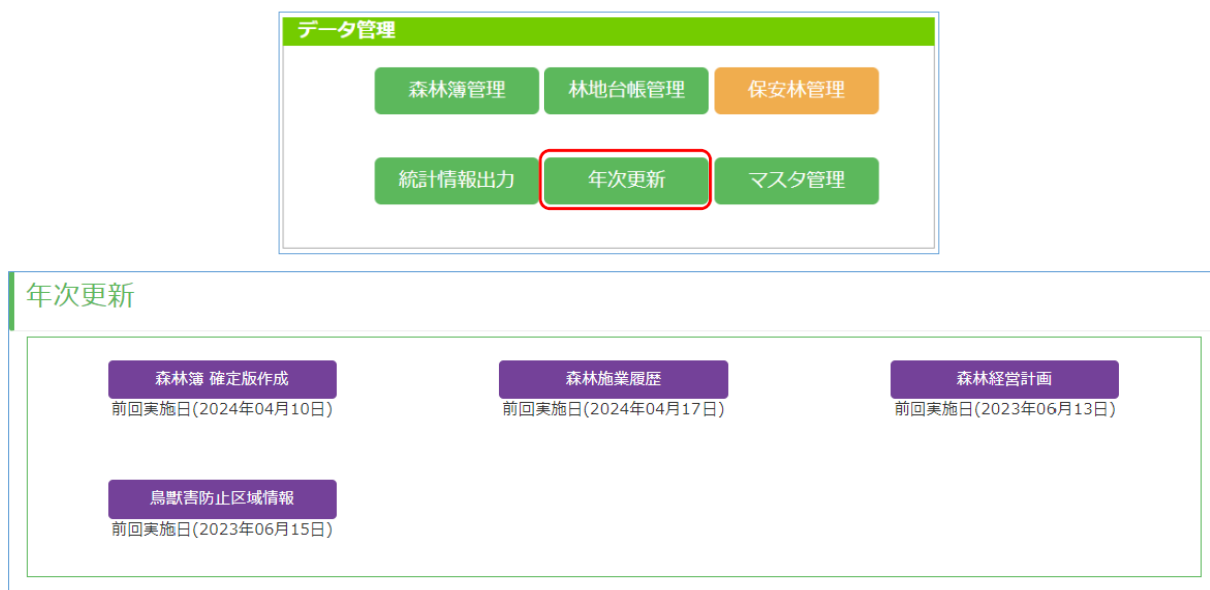 データ管理
森林簿管理 林地台帳管理 保安林管理
統計情報出力 年次更新 マスタ管理
年次更新
森林簿 確定版作成 森林施業履歴 森林経営計画
前回実施日(2024年04月10日) 前回実施日(2024年04月17日) 前回実施日(2023年06月13日)
鳥獣害防止区域情報
前回実施日(2023年06月15日)